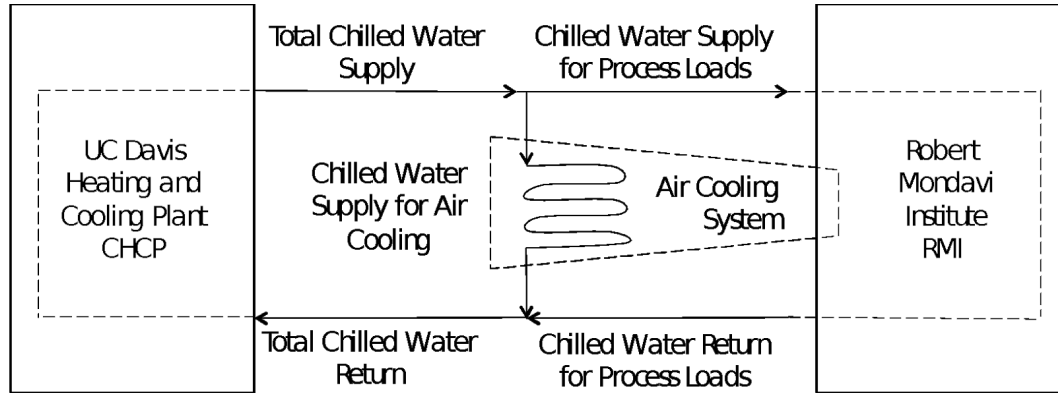 Total Chilled Water
Supply
Chilled Water Supply
for Process Loads
UC Davis
Heating and
Cooling Plant
CHCP
Chilled Water
Supply for Air
Cooling
Air Cooling
System
Robert
Mondavi
Institute
RMI
Total Chilled Water
Return
Chilled Water Return
for Process Loads